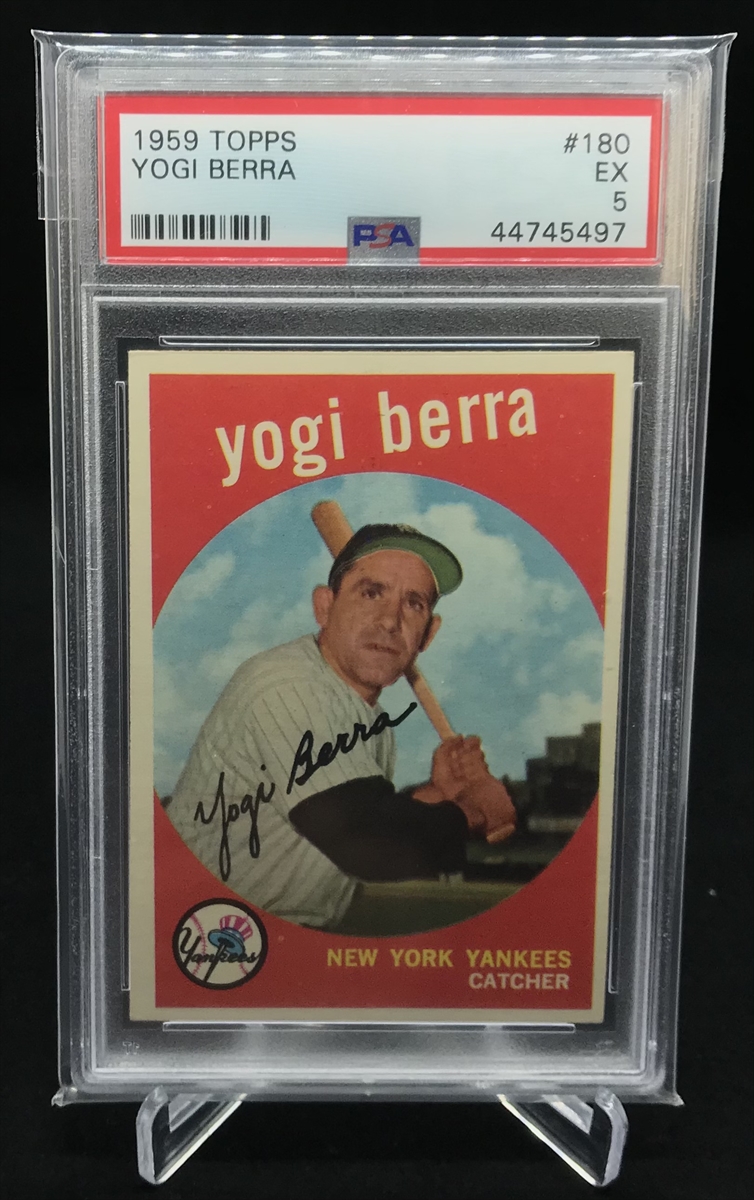 1959 TOPPS #180
YOGI BERRA EX
5
PSA 44745497
yogi berra
Yogi Berra
Yankees
NEW YORK YANKEES
CATCHER